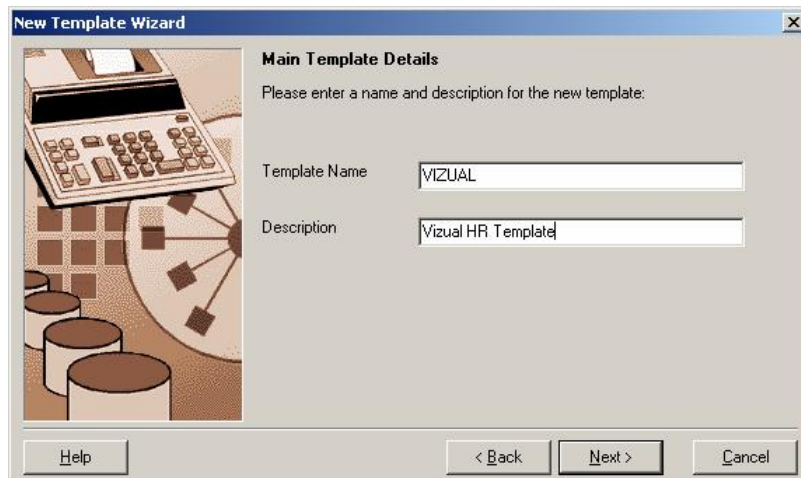 New Template Wizard
Main Template Details
Please enter a name and description for the new template:
Template Name
VIZUAL
Description
Vizual HR Template
Help
< Back
Next >
Cancel